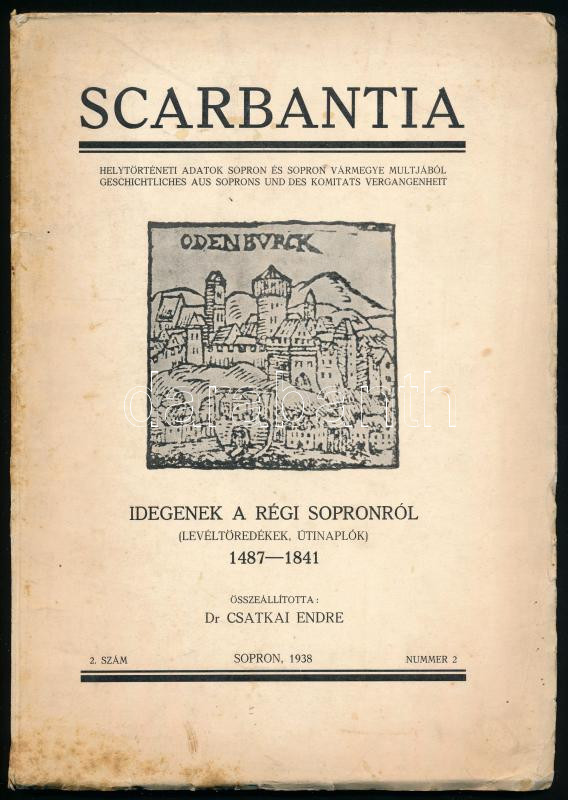 SCARBANTIA
HELYTÖRTÉNETI ADATOK SOPRON ÉS SOPRON VÁRMEGYE MULTJÁBÓL
GESCHICHTLICHES AUS SOPRONS UND DES KOMITATS VERGANGENHEIT
ODENBVRCK
darabanth
IDEGENEK A RÉGI SOPRONRÓL
(LEVÉLTÖREDÉKEK, ÚTINAPLÓK)
1487—1841
ÖSSZEÁLLÍTOTTA:
Dr CSATKAI ENDRE
2. SZÁM SOPRON, 1938 NUMMER 2